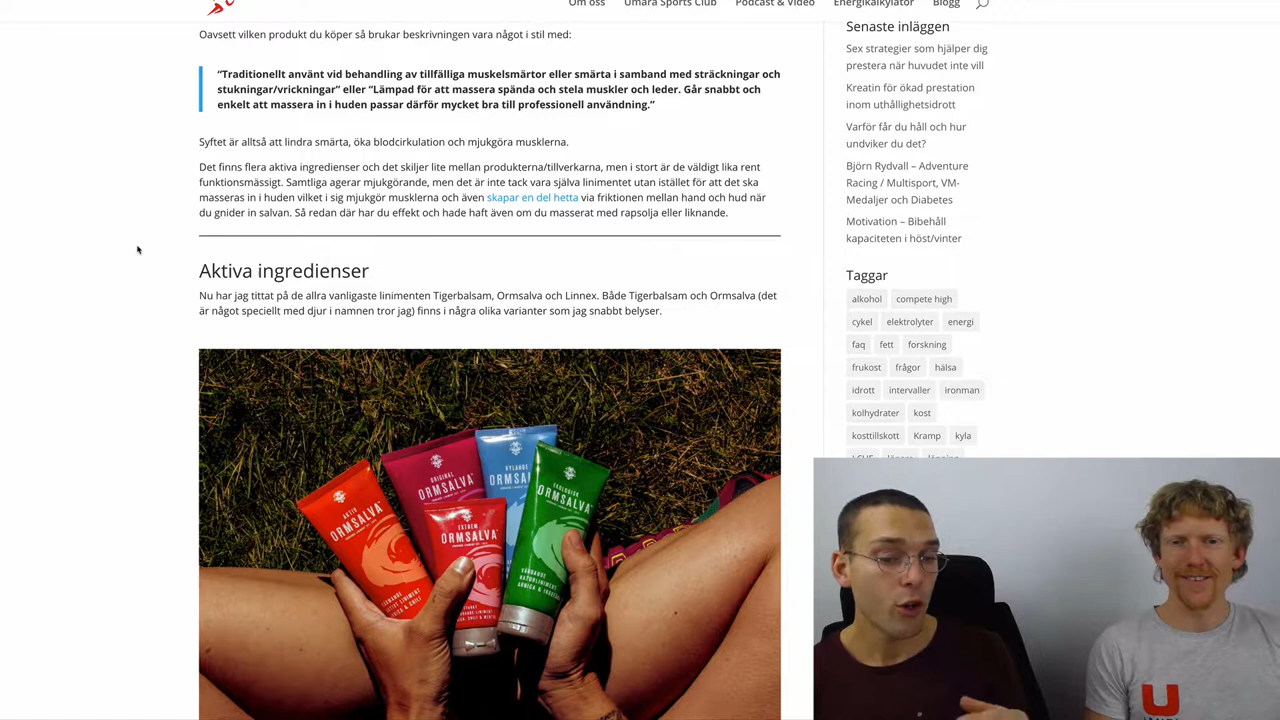 Om oss
Umara Sports Club
Podcast & Video
Energikalkylator
Blogg
Oavsett vilken produkt du köper så brukar beskrivningen vara något i stil med:
“Traditionellt använt vid behandling av tillfälliga muskelsmärtor eller smärta i samband med sträckningar och
stukningar/vrickningar” eller “Lämpad för att massera spända och stela muskler och leder. Går snabbt och
enkelt att massera in i huden passar därför mycket bra till professionell användning.”
Syftet är alltså att lindra smärta, öka blodcirkulation och mjukgöra musklerna.
Det finns flera aktiva ingredienser och det skiljer lite mellan produkterna/tillverkarna, men i stort är de väldigt lika rent
funktionsmässigt. Samtliga agerar mjukgörande, men det är inte tack vara själva linimentet utan istället för att det ska
masseras in i huden vilket i sig mjukgör musklerna och även skapar en del hetta via friktionen mellan hand och hud när
du gnider in salvan. Så redan där har du effekt och hade haft även om du masserat med rapsolja eller liknande.
Aktiva ingredienser
Nu har jag tittat på de allra vanligaste linimenten Tigerbalsam, Ormsalva och Linnex. Både Tigerbalsam och Ormsalva (det
är något speciellt med djur i namnen tror jag) finns i några olika varianter som jag snabbt belyser.
AKTIV
ORMSALVA
ORIGINAL
ORMSALVA
EXTREM
ORMSALVA
KYLANDE
ORMSA
EKOLOGISK
ORMSALVA
Senaste inläggen
Sex strategier som hjälper dig
prestera när huvudet inte vill
Kreatin för ökad prestation
inom uthållighetsidrott
Varför får du håll och hur
undviker du det?
Björn Rydvall – Adventure
Racing / Multisport, VM-
Medaljer och Diabetes
Motivation – Bibehåll
kapaciteten i höst/vinter
Taggar
alkohol
compete high
cykel
elektrolyter
energi
faq
fett
forskning
frukost
frågor
hälsa
idrott
intervaller
ironman
kolhydrater
kost
kosttillskott
Kramp
kyla
U